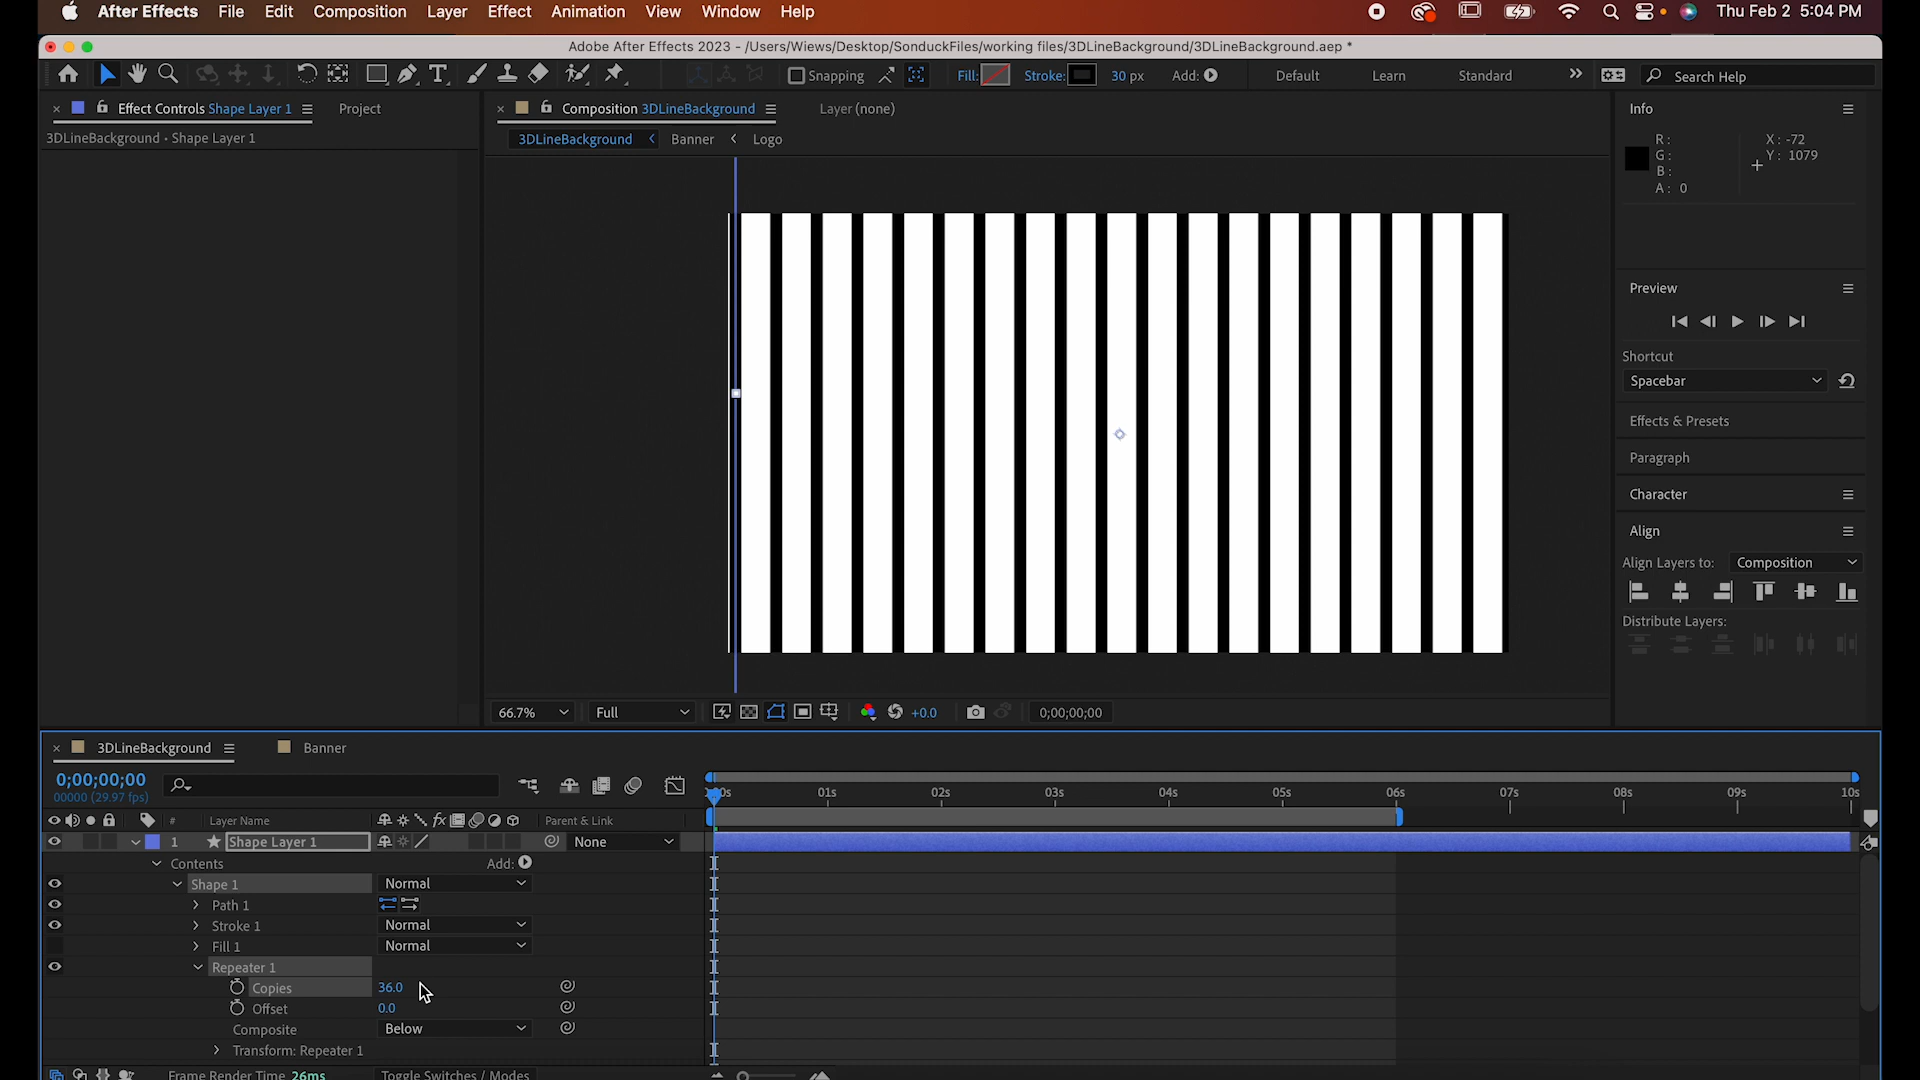 After Effects File Edit Composition Layer Effect Animation View Window Help Thu Feb 2 5:04 PM
Adobe After Effects 2023 - /Users/Wiews/Desktop/SonduckFiles/working files/3DLineBackground/3DLineBackground.aep *
Snapping Fill: Stroke: 30 px Add: Default Learn Standard Search Help
Effect Controls Shape Layer 1 Project Composition 3DLineBackground Layer (none) Info
3DLineBackground • Shape Layer 1 3DLineBackground Banner Logo
R: X: -72
G: Y: 1079
B:
A: 0
Preview
Shortcut
Spacebar
Effects & Presets
Paragraph
Character
Align
Align Layers to: Composition
Distribute Layers:
66.7% Full +0.0 0;00;00;00
3DLineBackground Banner
0;00;00;00
00000 (29.97 fps)
:00s 01s 02s 03s 04s 05s 06s 07s 08s 09s 10s
# Layer Name fx Parent & Link
1 Shape Layer 1 None
Contents Add:
Shape 1 Normal
Path 1
Stroke 1 Normal
Fill 1 Normal
Repeater 1
Copies 36.0
Offset 0.0
Composite Below
Transform: Repeater 1
Frame Render Time 26ms Toggle Switches / Modes